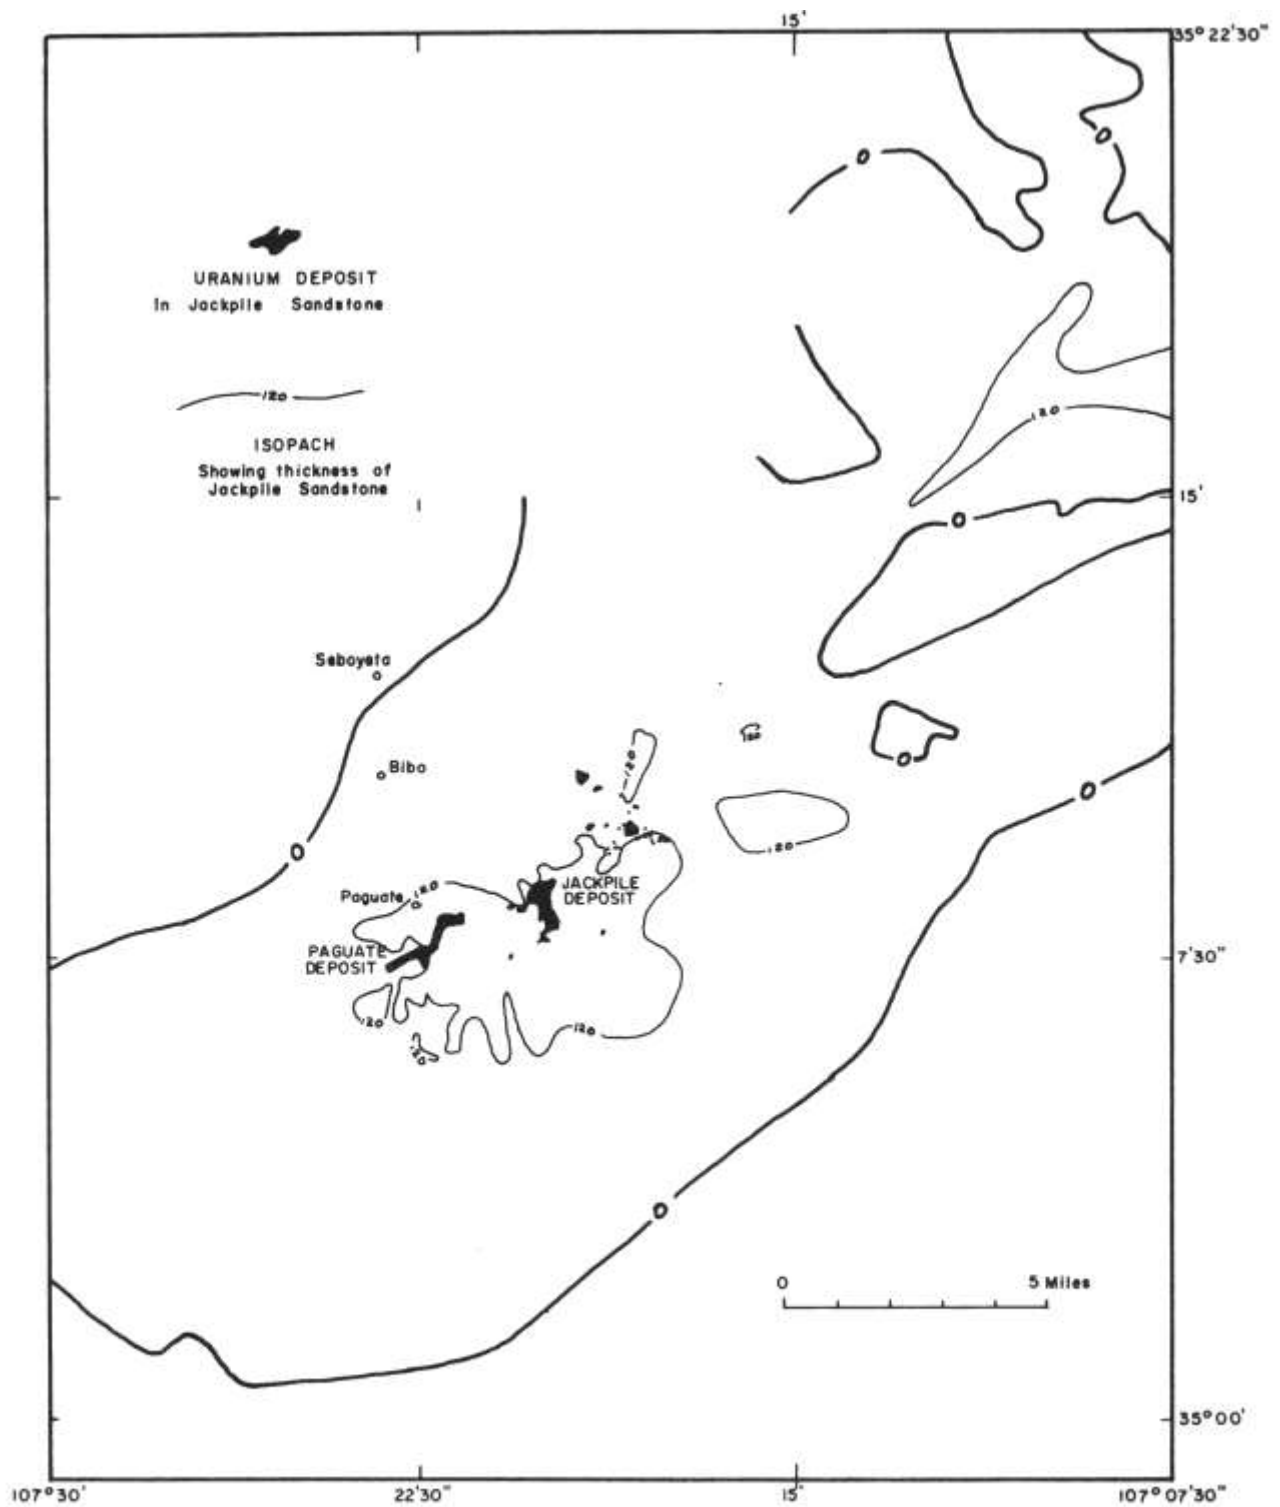 15'
35° 22'30"
0
0
URANIUM DEPOSIT
In Jackpile Sandstone
120
120
ISOPACH
Showing thickness of
Jackpile Sandstone
15'
0
Seboyeta
120
120
0
Bibo
0
0
120
120
JACKPILE
DEPOSIT
Paguate
120
PAGUATE
DEPOSIT
7'30"
120
120
120
0
0 5 Miles
35° 00'
107° 30' 22'30" 15' 107° 07'30"